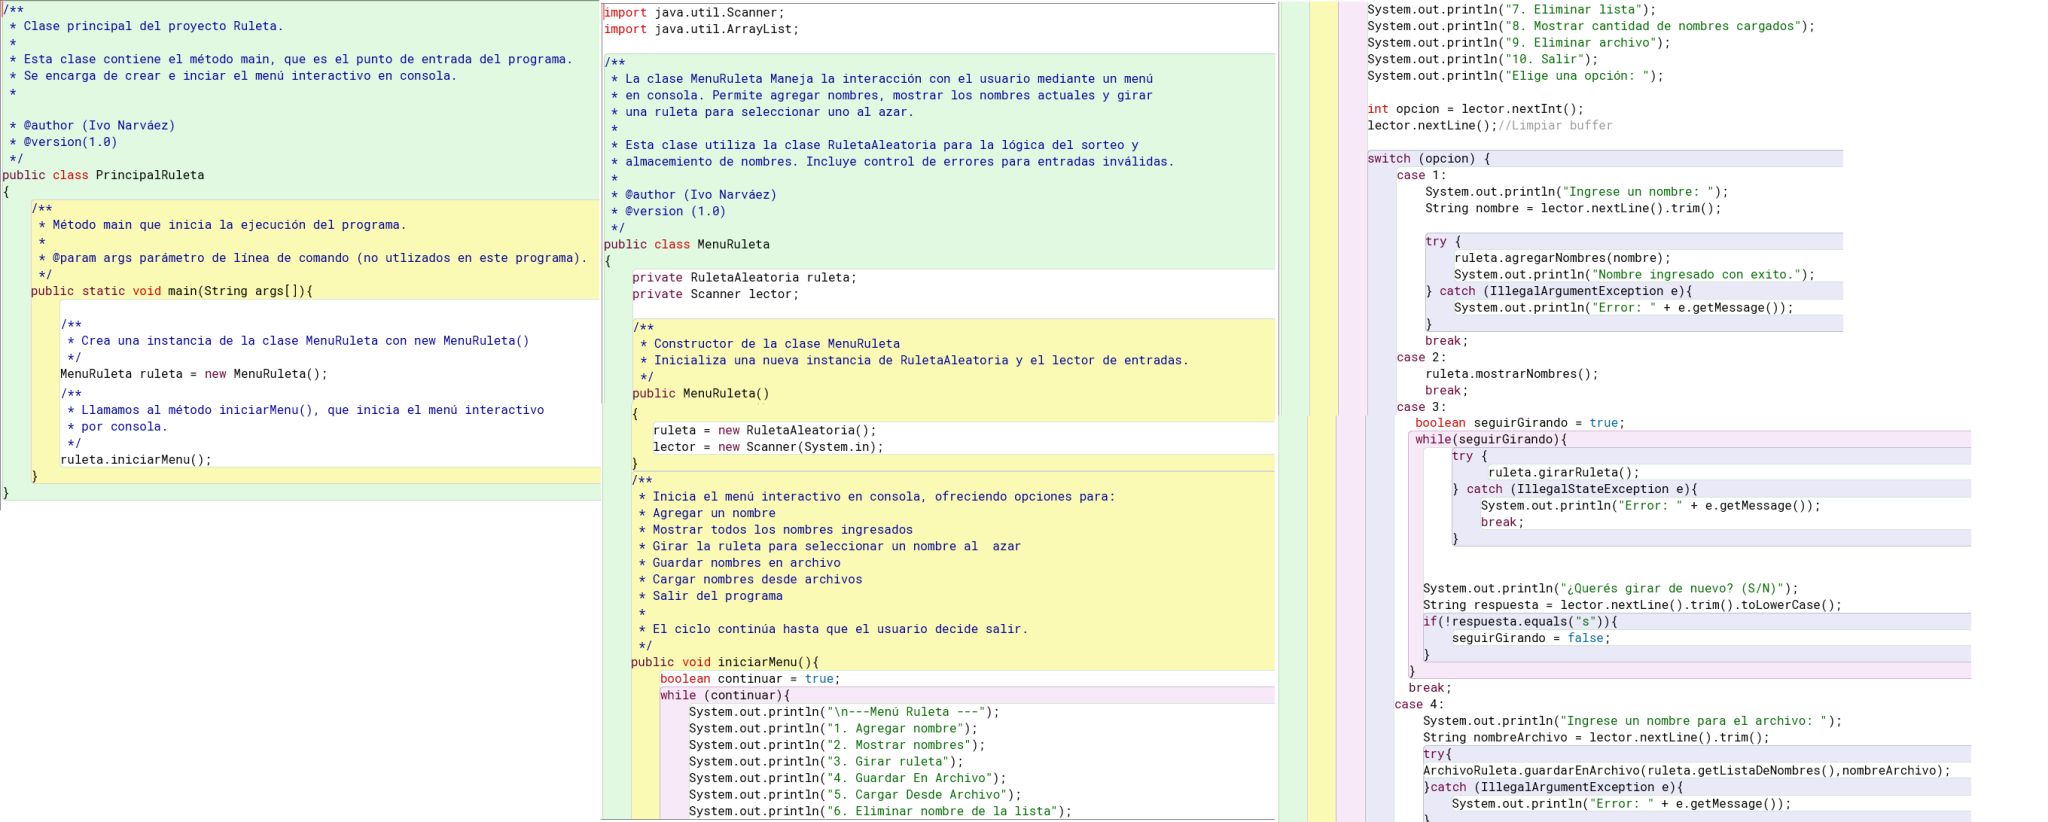 /**
 * Clase principal del proyecto Ruleta.
 *
 * Esta clase contiene el método main, que es el punto de entrada del programa.
 * Se encarga de crear e inciar el menú interactivo en consola.
 *

 * @author (Ivo Narváez)
 * @version(1.0)
 */
public class PrincipalRuleta
{
    /**
     * Método main que inicia la ejecución del programa.
     *
     * @param args parámetro de línea de comando (no utlizados en este programa).
     */
    public static void main(String args[]){

        /**
         * Crea una instancia de la clase MenuRuleta con new MenuRuleta()
         */
        MenuRuleta ruleta = new MenuRuleta();
        /**
         * Llamamos al método iniciarMenu(), que inicia el menú interactivo
         * por consola.
         */
        ruleta.iniciarMenu();
    }
}
import java.util.Scanner;
import java.util.ArrayList;

/**
 * La clase MenuRuleta Maneja la interacción con el usuario mediante un menú
 * en consola. Permite agregar nombres, mostrar los nombres actuales y girar
 * una ruleta para seleccionar uno al azar.
 *
 * Esta clase utiliza la clase RuletaAleatoria para la lógica del sorteo y
 * almacemiento de nombres. Incluye control de errores para entradas inválidas.
 *
 * @author (Ivo Narváez)
 * @version (1.0)
 */
public class MenuRuleta
{
    private RuletaAleatoria ruleta;
    private Scanner lector;

    /**
     * Constructor de la clase MenuRuleta
     * Inicializa una nueva instancia de RuletaAleatoria y el lector de entradas.
     */
    public MenuRuleta()
    {
       ruleta = new RuletaAleatoria();
       lector = new Scanner(System.in);
    }
    /**
     * Inicia el menú interactivo en consola, ofreciendo opciones para:
     * Agregar un nombre
     * Mostrar todos los nombres ingresados
     * Girar la ruleta para seleccionar un nombre al  azar
     * Guardar nombres en archivo
     * Cargar nombres desde archivos
     * Salir del programa
     *
     * El ciclo continúa hasta que el usuario decide salir.
     */
    public void iniciarMenu(){
        boolean continuar = true;
        while (continuar){
            System.out.println("\n---Menú Ruleta ---");
            System.out.println("1. Agregar nombre");
            System.out.println("2. Mostrar nombres");
            System.out.println("3. Girar ruleta");
            System.out.println("4. Guardar En Archivo");
            System.out.println("5. Cargar Desde Archivo");
            System.out.println("6. Eliminar nombre de la lista");
            System.out.println("7. Eliminar lista");
            System.out.println("8. Mostrar cantidad de nombres cargados");
            System.out.println("9. Eliminar archivo");
            System.out.println("10. Salir");
            System.out.println("Elige una opción: ");

            int opcion = lector.nextInt();
            lector.nextLine();//Limpiar buffer

            switch (opcion) {
                case 1:
                    System.out.println("Ingrese un nombre: ");
                    String nombre = lector.nextLine().trim();

                    try {
                        ruleta.agregarNombres(nombre);
                        System.out.println("Nombre ingresado con exito.");
                    } catch (IllegalArgumentException e){
                        System.out.println("Error: " + e.getMessage());
                    }
                    break;
                case 2:
                    ruleta.mostrarNombres();
                    break;
                case 3:
                   boolean seguirGirando = true;
                   while(seguirGirando){
                        try {
                             ruleta.girarRuleta();
                        } catch (IllegalStateException e){
                            System.out.println("Error: " + e.getMessage());
                            break;
                        }


                    System.out.println("¿Querés girar de nuevo? (S/N)");
                    String respuesta = lector.nextLine().trim().toLowerCase();
                    if(!respuesta.equals("s")){
                        seguirGirando = false;
                    }
                  }
                  break;
                case 4:
                    System.out.println("Ingrese un nombre para el archivo: ");
                    String nombreArchivo = lector.nextLine().trim();
                    try{
                    ArchivoRuleta.guardarEnArchivo(ruleta.getListaDeNombres(),nombreArchivo);
                    }catch (IllegalArgumentException e){
                        System.out.println("Error: " + e.getMessage());
                    }